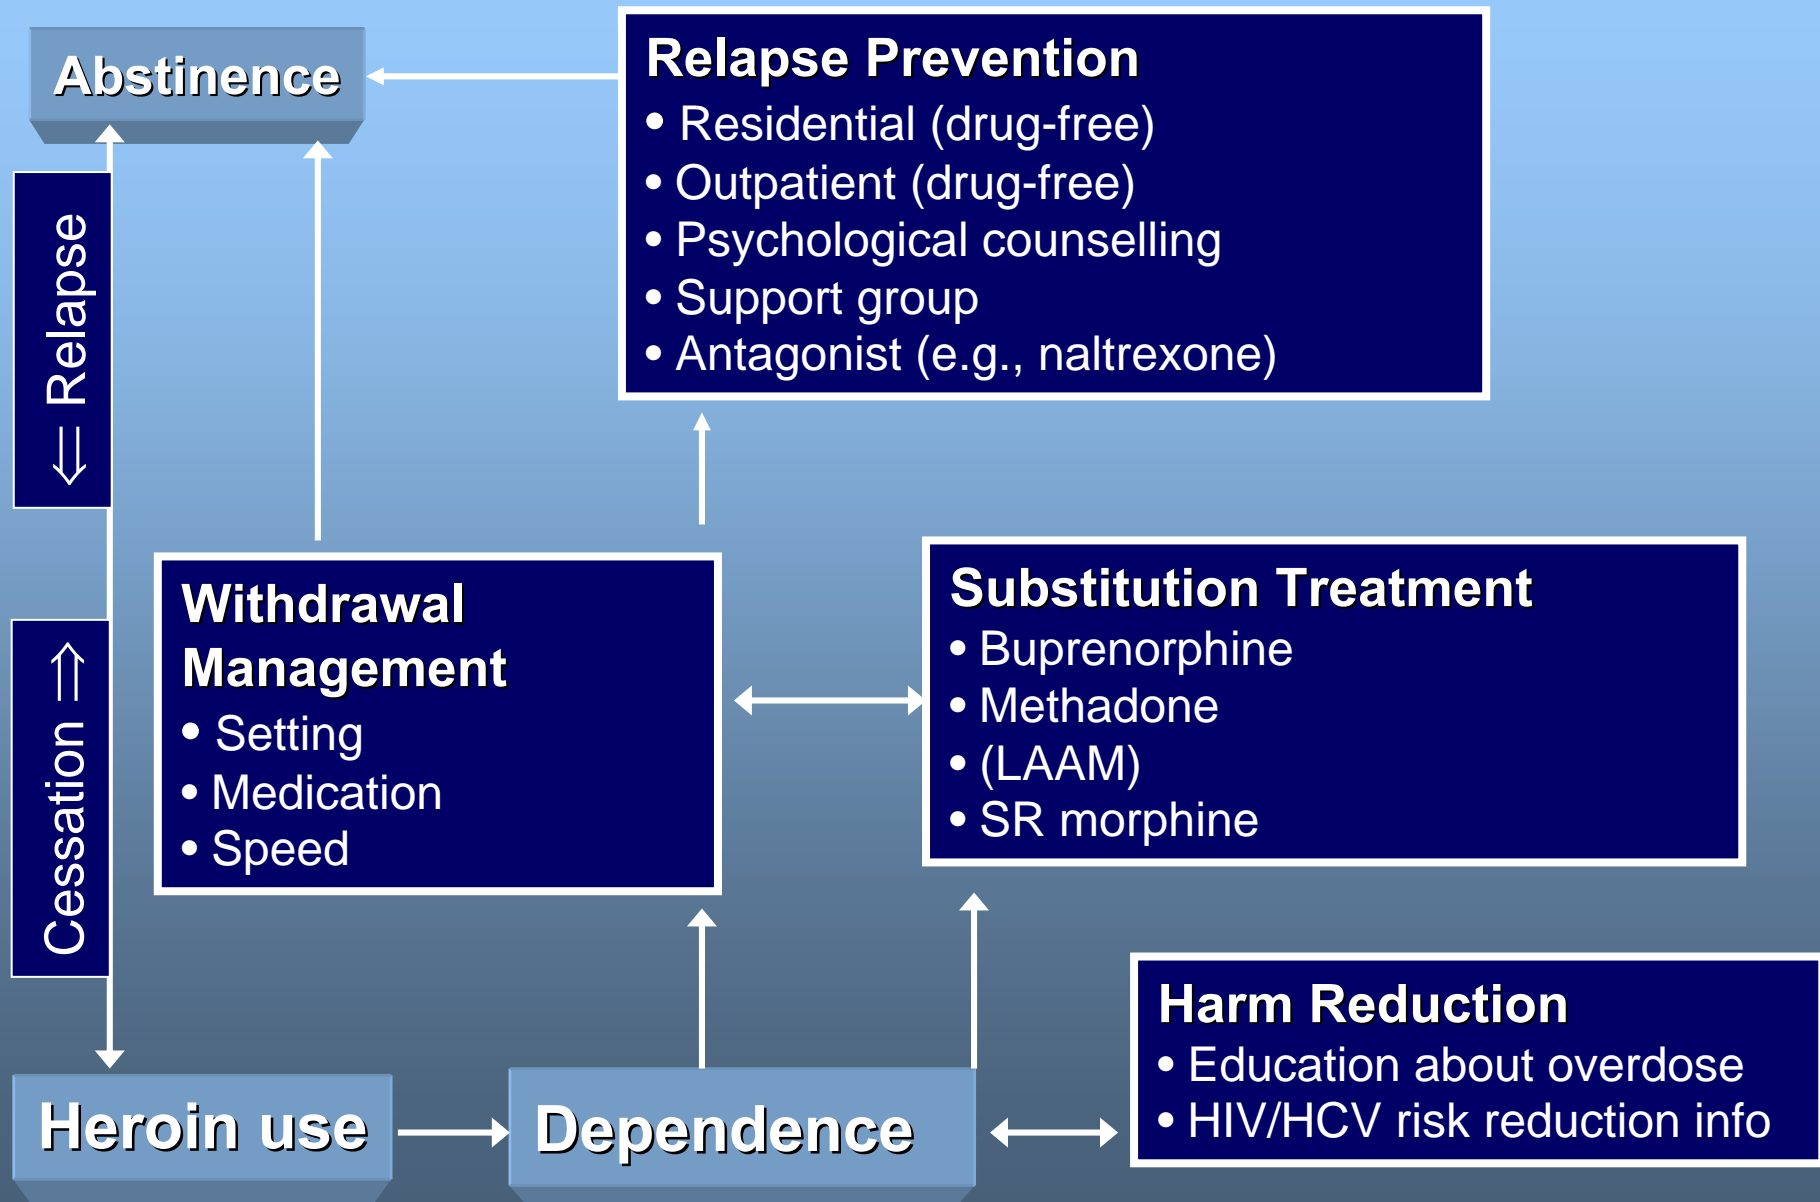 Abstinence
Relapse Prevention
• Residential (drug-free)
• Outpatient (drug-free)
• Psychological counselling
• Support group
• Antagonist (e.g., naltrexone)
⇐ Relapse
Cessation ⇒
Withdrawal
Management
• Setting
• Medication
• Speed
Substitution Treatment
• Buprenorphine
• Methadone
• (LAAM)
• SR morphine
Harm Reduction
• Education about overdose
• HIV/HCV risk reduction info
Heroin use
Dependence